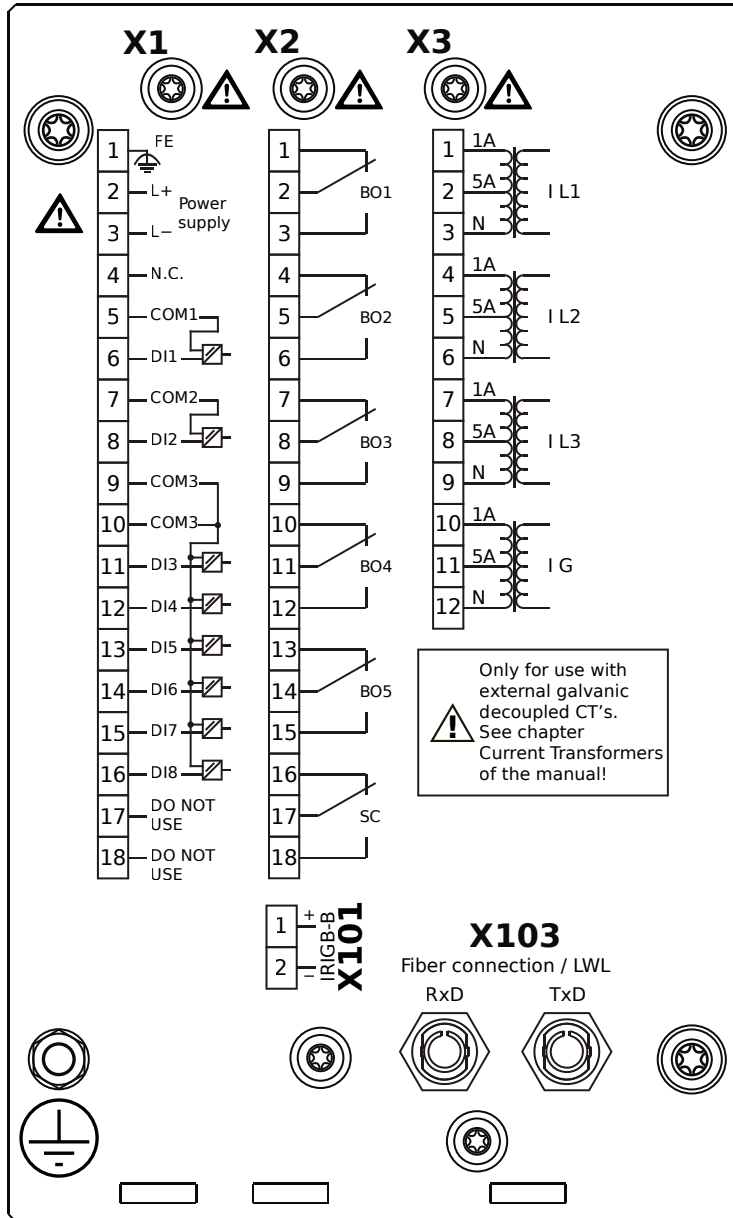 X1
X2
X3
1 FE
2 L+
Power
supply
3 L−
4 N.C.
5 COM1
6 DI1
7 COM2
8 DI2
9 COM3
10 COM3
11 DI3
12 DI4
13 DI5
14 DI6
15 DI7
16 DI8
17 DO NOT
USE
18 DO NOT
USE
1
2 BO1
3
4
5 BO2
6
7
8 BO3
9
10
11 BO4
12
13
14 BO5
15
16
17 SC
18
1 1A
2 5A I L1
3 N
4 1A
5 5A I L2
6 N
7 1A
8 5A I L3
9 N
10 1A
11 5A I G
12 N
Only for use with
external galvanic
decoupled CT's.
See chapter
Current Transformers
of the manual!
1 +
2 −
IRIGB-B
X101
X103
Fiber connection / LWL
RxD TxD